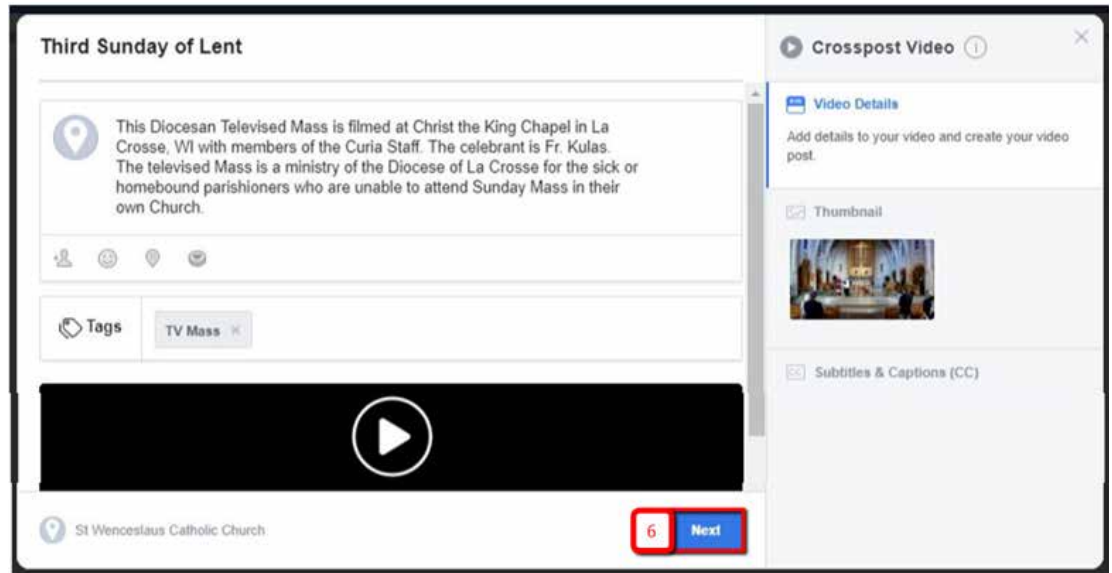 Third Sunday of Lent
This Diocesan Televised Mass is filmed at Christ the King Chapel in La
Crosse, WI with members of the Curia Staff. The celebrant is Fr. Kulas.
The televised Mass is a ministry of the Diocese of La Crosse for the sick or
homebound parishioners who are unable to attend Sunday Mass in their
own Church.
Tags
TV Mass ×
St Wenceslaus Catholic Church
6
Next
Crosspost Video
Video Details
Add details to your video and create your video
post.
Thumbnail
CC Subtitles & Captions (CC)